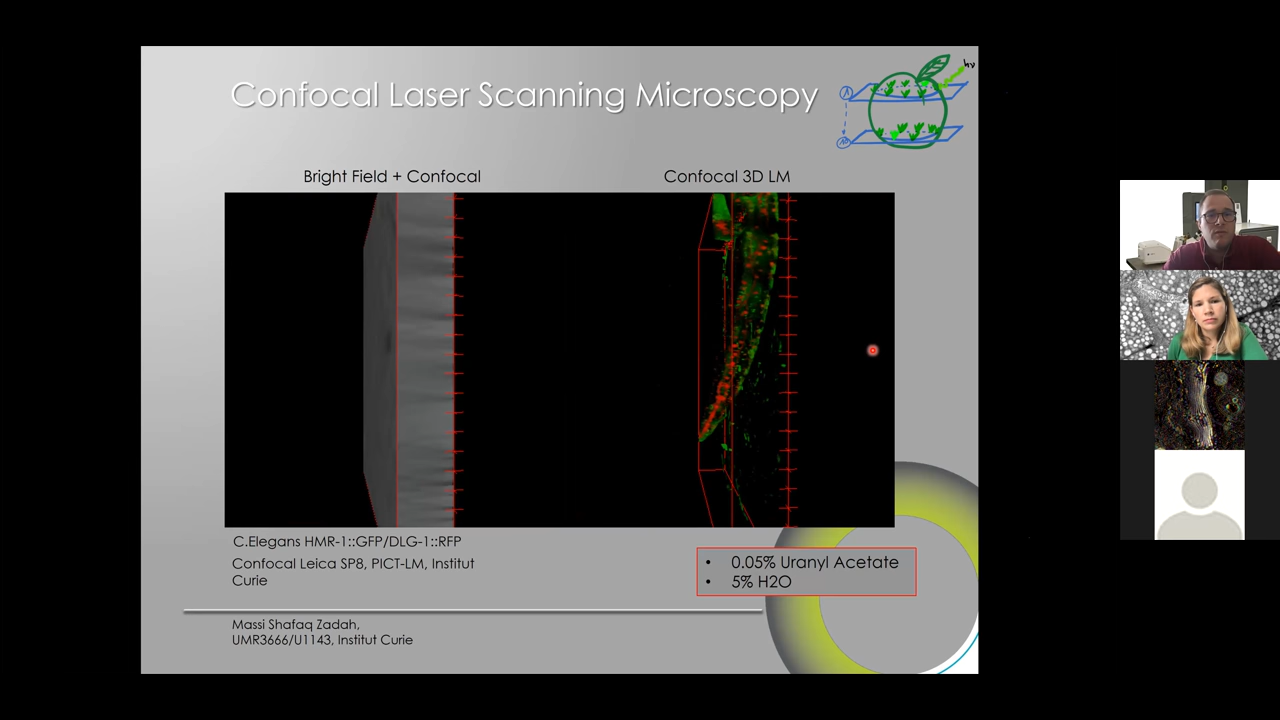 Confocal Laser Scanning Microscopy
hν
Bright Field + Confocal
Confocal 3D LM
C.Elegans HMR-1::GFP/DLG-1::RFP
Confocal Leica SP8, PICT-LM, Institut
Curie
• 0.05% Uranyl Acetate
• 5% H2O
Massi Shafaq Zadah,
UMR3666/U1143, Institut Curie